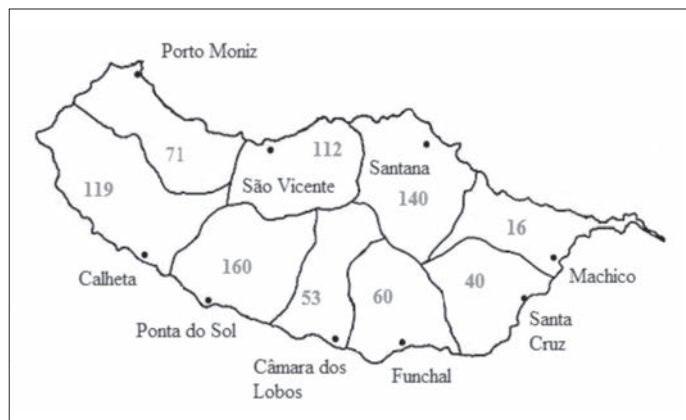 Porto Moniz
71
112
119
São Vicente
Santana
140
16
160
40
53
60
Calheta
Machico
Ponta do Sol
Santa
Cruz
Câmara dos
Lobos
Funchal